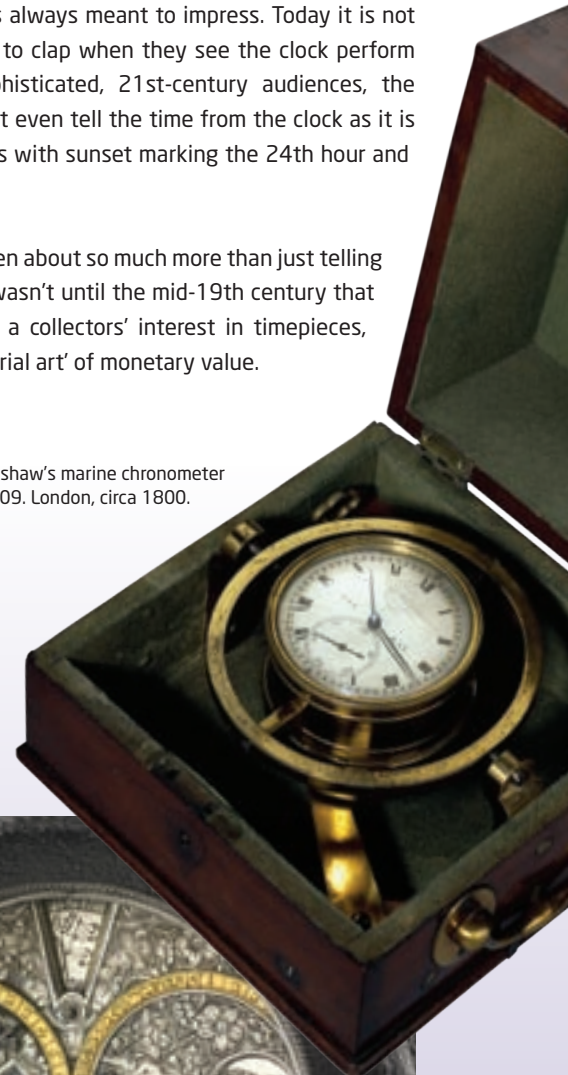 s always meant to impress. Today it is not
to clap when they see the clock perform
phisticated, 21st-century audiences, the
t even tell the time from the clock as it is
s with sunset marking the 24th hour and
en about so much more than just telling
wasn't until the mid-19th century that
a collectors' interest in timepieces,
rial art' of monetary value.
shaw's marine chronometer
09. London, circa 1800.